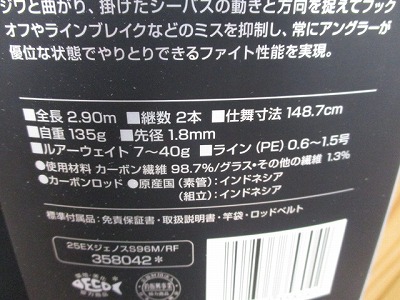 ジワと曲がり、掛けたシーバスの動きと方向を捉えてフック
オフやラインブレイクなどのミスを抑制し、常にアングラーが
優位な状態でやりとりできるファイト性能を実現。
■全長 2.90m ■継数 2本 ■仕舞寸法 148.7cm
■自重 135g ■先径 1.8mm
■ルアーウェイト 7〜40g ■ライン(PE) 0.6〜1.5号
●使用材料 カーボン繊維 98.7%/グラス・その他の繊維 1.3%
●カーボンロッド ●原産国(素管):インドネシア
(組立):インドネシア
標準付属品:免責保証書・取扱説明書・竿袋・ロッドベルト
25EXジェノスS96M/RF
358042*